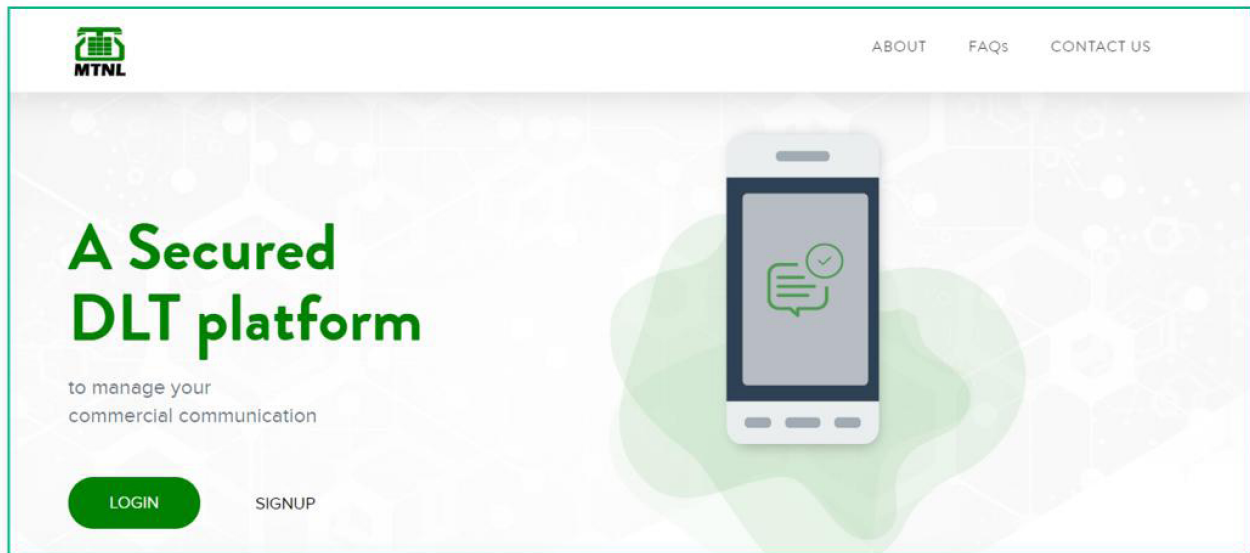 MTNL
ABOUT FAQs CONTACT US
A Secured
DLT platform
to manage your
commercial communication
LOGIN SIGNUP